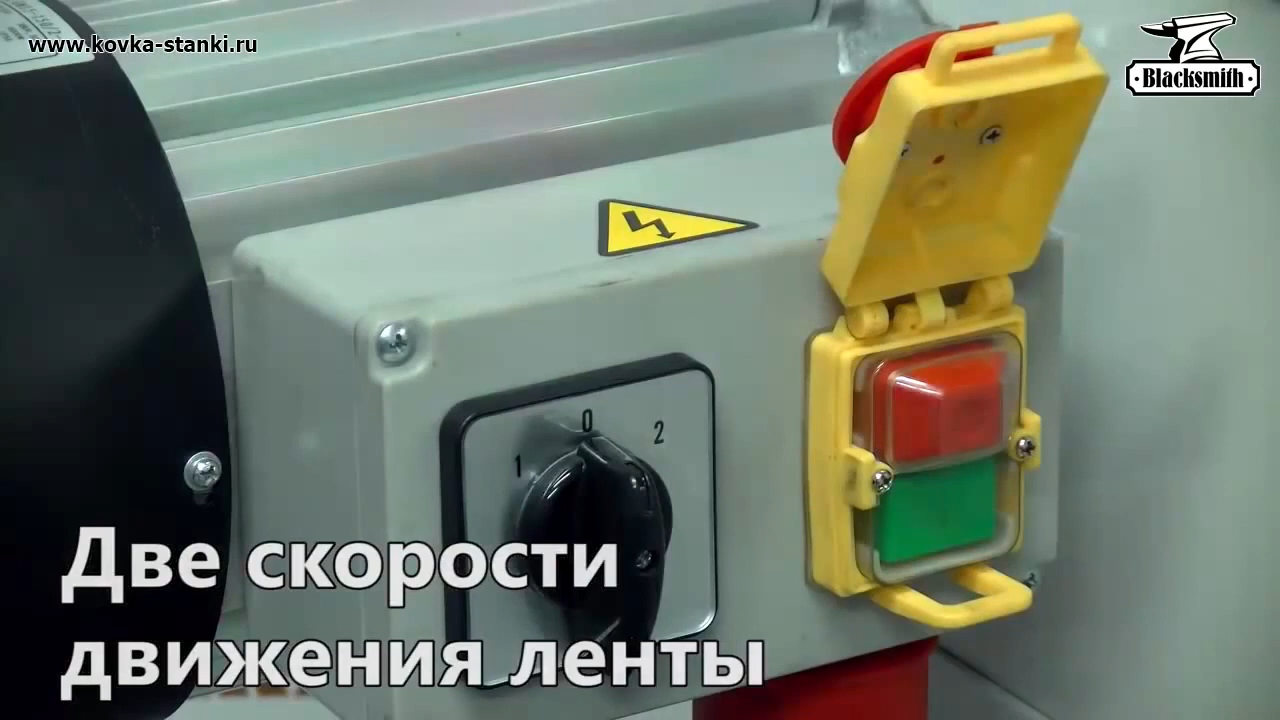 www.kovka-stanki.ru
Blacksmith
0
2
1
Две скорости
движения ленты